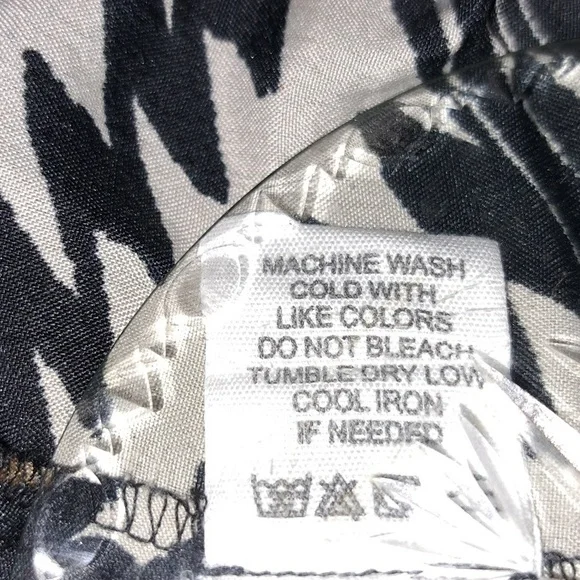 MACHINE WASH
COLD WITH
LIKE COLORS
DO NOT BLEACH
TUMBLE DRY LOW
COOL IRON
IF NEEDED